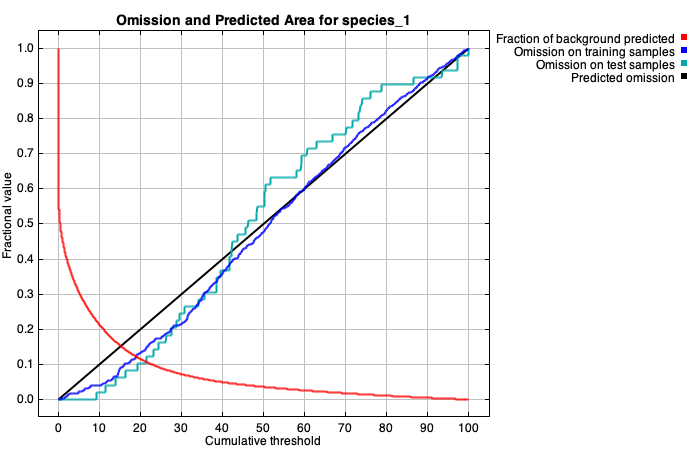 Omission and Predicted Area for species_1
Fraction of background predicted
Omission on training samples
Omission on test samples
Predicted omission
Fractional value
1.0
0.9
0.8
0.7
0.6
0.5
0.4
0.3
0.2
0.1
0.0
0 10 20 30 40 50 60 70 80 90 100
Cumulative threshold